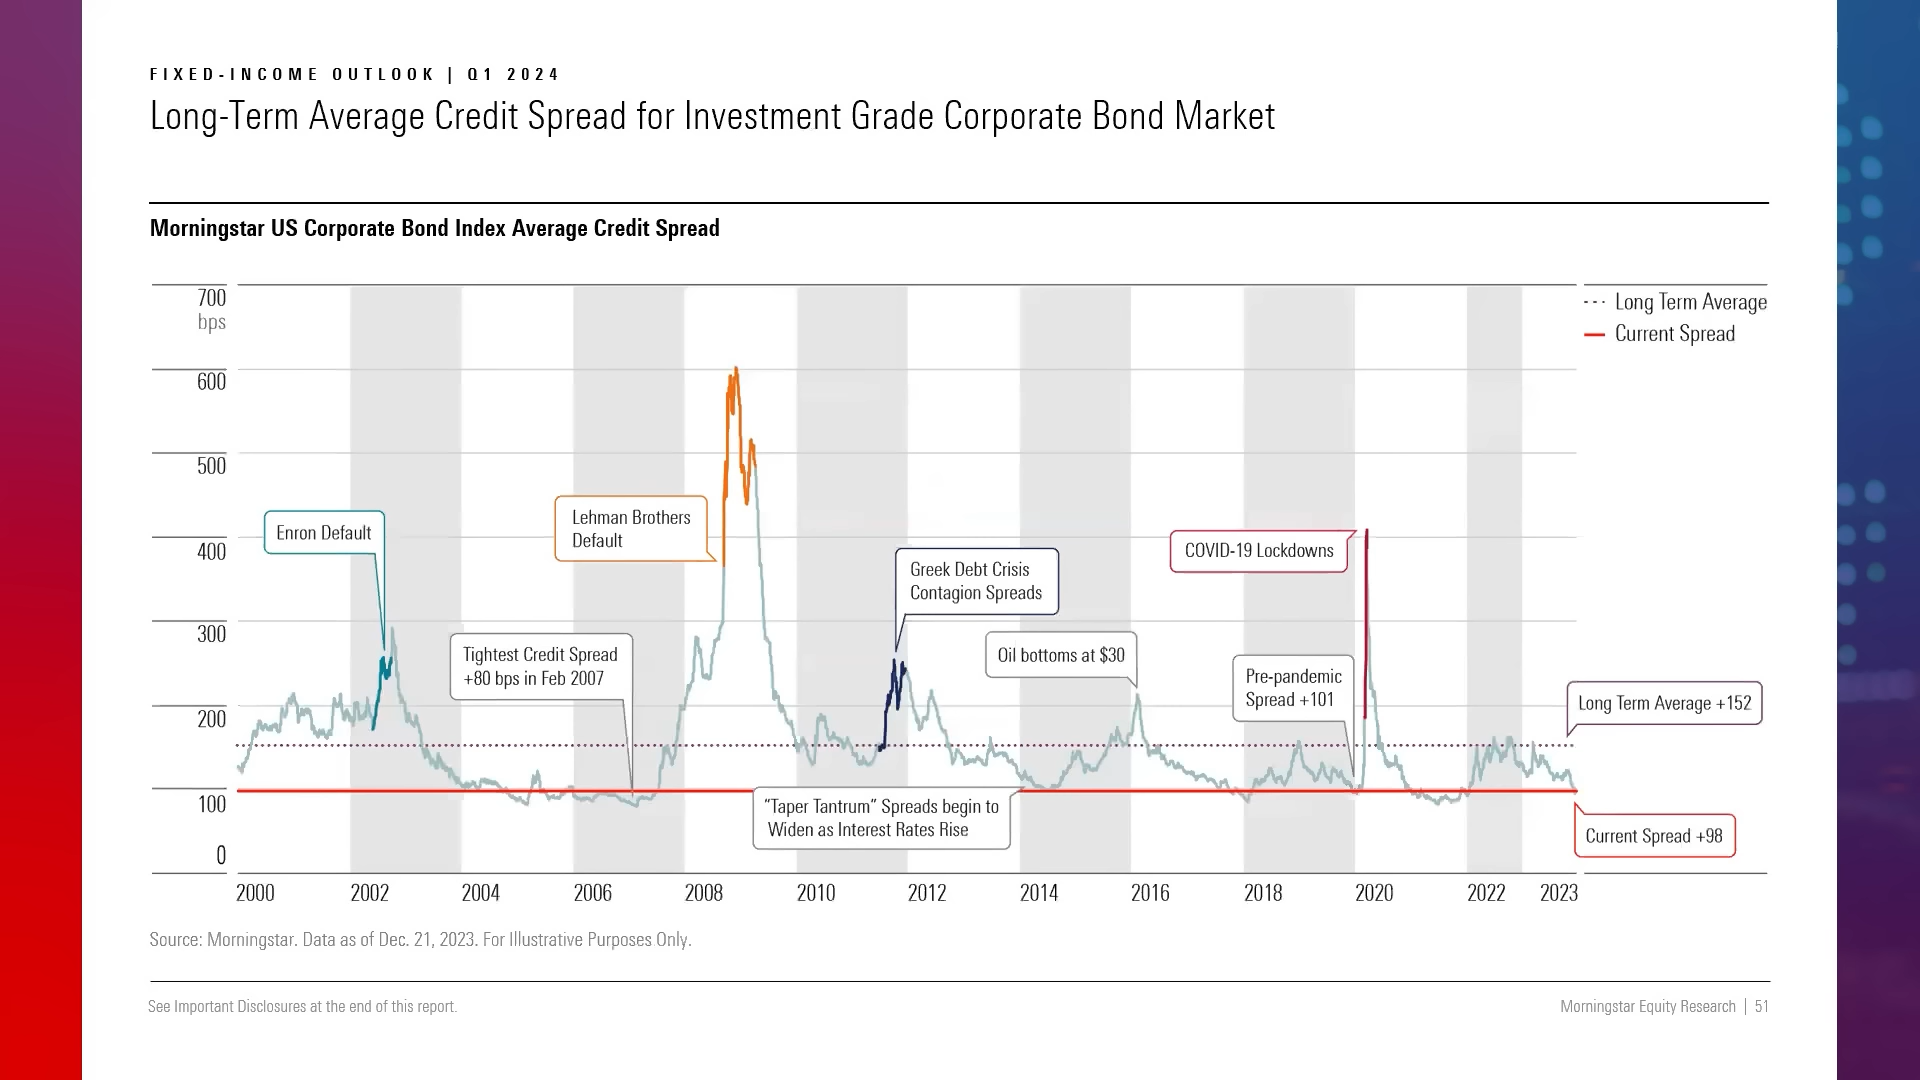 FIXED-INCOME OUTLOOK | Q1 2024
Long-Term Average Credit Spread for Investment Grade Corporate Bond Market
Morningstar US Corporate Bond Index Average Credit Spread
700
bps
600
500
400
300
200
100
0
Long Term Average
Current Spread
Enron Default
Lehman Brothers
Default
Tightest Credit Spread
+80 bps in Feb 2007
Greek Debt Crisis
Contagion Spreads
"Taper Tantrum" Spreads begin to
Widen as Interest Rates Rise
Oil bottoms at $30
COVID-19 Lockdowns
Pre-pandemic
Spread +101
Long Term Average +152
Current Spread +98
2000 2002 2004 2006 2008 2010 2012 2014 2016 2018 2020 2022 2023
Source: Morningstar. Data as of Dec. 21, 2023. For Illustrative Purposes Only.
See Important Disclosures at the end of this report.
Morningstar Equity Research | 51